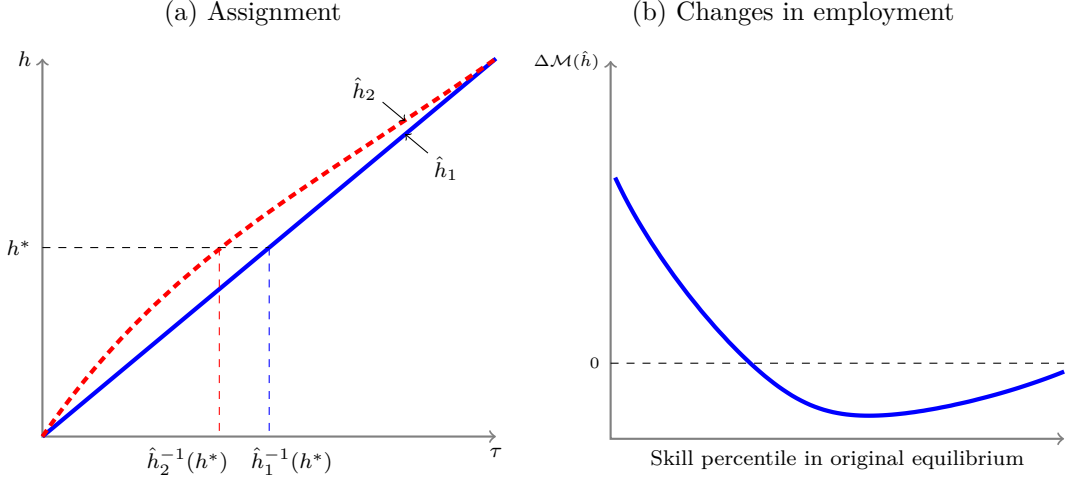 (a) Assignment
h
ĥ₂
ĥ₁
h*
ĥ₂⁻¹(h*)
ĥ₁⁻¹(h*)
τ
(b) Changes in employment
Δℳ(ĥ)
0
Skill percentile in original equilibrium